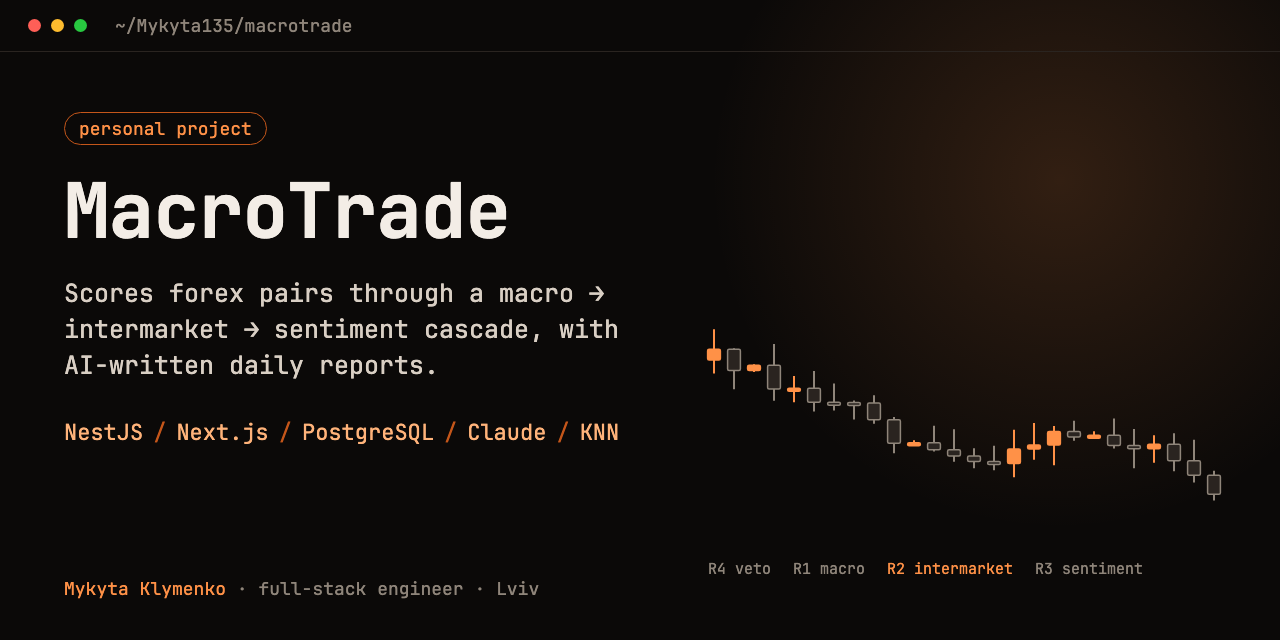 ~/Mykyta135/macrotrade
personal project
MacroTrade
Scores forex pairs through a macro →
intermarket → sentiment cascade, with
AI-written daily reports.
NestJS / Next.js / PostgreSQL / Claude / KNN
R4 veto R1 macro R2 intermarket R3 sentiment
Mykyta Klymenko · full-stack engineer · Lviv